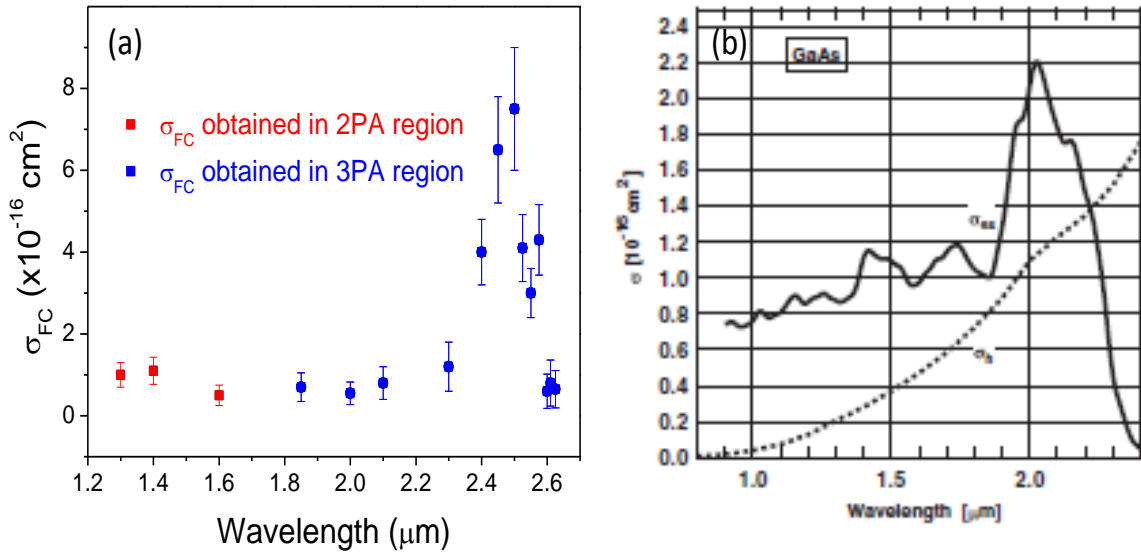 (a)
σFC obtained in 2PA region
σFC obtained in 3PA region
σFC (x10-16 cm2)
8
6
4
2
0
1.2 1.4 1.6 1.8 2.0 2.2 2.4 2.6
Wavelength (μm)
(b)
GaAs
σ [10-16 cm2]
2.4
2.2
2.0
1.8
1.6
1.4
1.2
1.0
0.8
0.6
0.4
0.2
0.0
σh
1.0 1.5 2.0
Wavelength [μm]